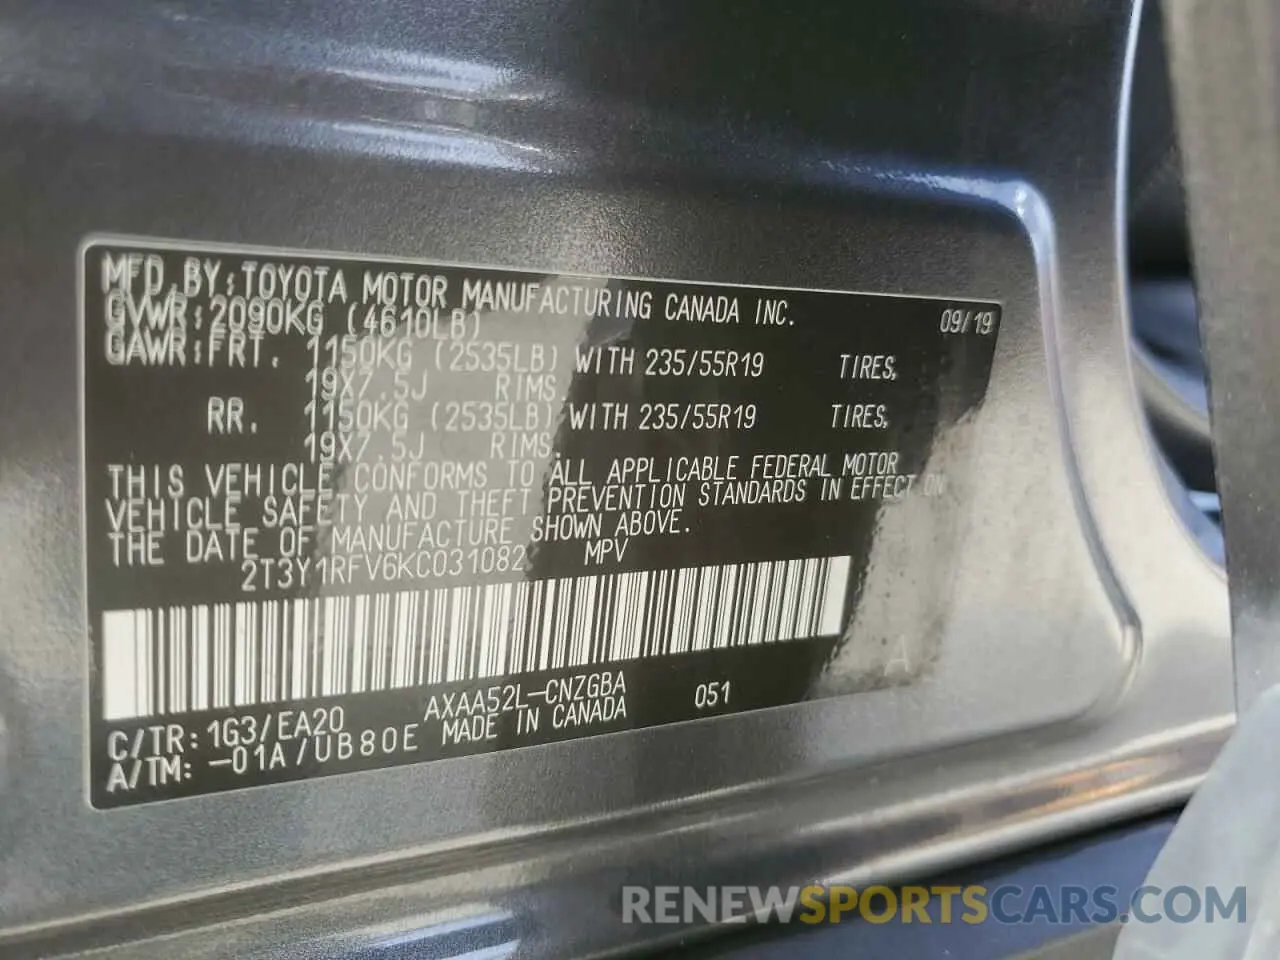 MFD.BY:TOYOTA MOTOR MANUFACTURING CANADA INC.
GVWR:2090KG (4610LB) 09/19
GAWR:FRT. 1150KG (2535LB) WITH 235/55R19 TIRES,
19X7.5J RIMS.
RR. 1150KG (2535LB) WITH 235/55R19 TIRES,
19X7.5J RIMS.
THIS VEHICLE CONFORMS TO ALL APPLICABLE FEDERAL MOTOR
VEHICLE SAFETY AND THEFT PREVENTION STANDARDS IN EFFECT ON
THE DATE OF MANUFACTURE SHOWN ABOVE.
2T3Y1RFV6KC031082 MPV
A
AXAA52L-CNZGBA 051
C/TR:1G3/EA20 MADE IN CANADA
A/TM:-01A/UB80E
RENEWSPORTSCARS.COM